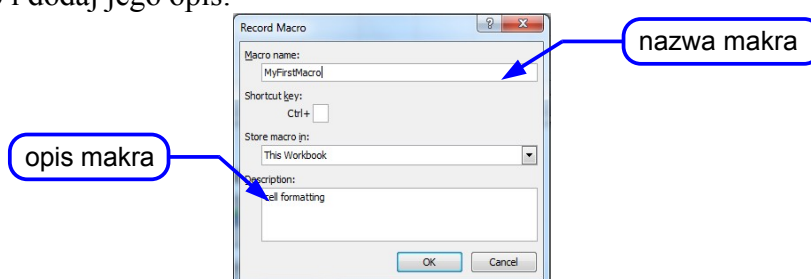 i dodaj jego opis.
Record Macro
Macro name:
nazwa makra
MyFirstMacro
Shortcut key:
Ctrl+
Store macro in:
This Workbook
opis makra
Description:
cell formatting
OK Cancel